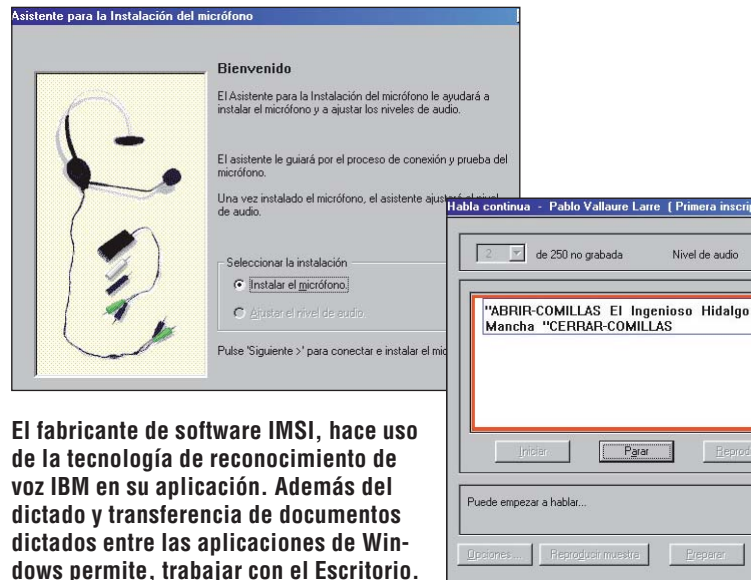 Asistente para la Instalación del micrófono
Bienvenido
El Asistente para la Instalación del micrófono le ayudará a
instalar el micrófono y a ajustar los niveles de audio.
El asistente le guiará por el proceso de conexión y prueba del
micrófono.
Una vez instalado el micrófono, el asistente ajustará el nivel
de audio.
Seleccionar la instalación
Instalar el micrófono.
Ajustar el nivel de audio.
Pulse 'Siguiente >' para conectar e instalar el
Habla continua - Pablo Vallaure Larre ( Primera
2 de 250 no grabada Nivel de audio
"ABRIR-COMILLAS El Ingenioso Hidalgo
Mancha "CERRAR-COMILLAS
Iniciar Parar
Puede empezar a hablar...
Opciones ... Reproducir muestra Preparar
El fabricante de software IMSI, hace uso
de la tecnología de reconocimiento de
voz IBM en su aplicación. Además del
dictado y transferencia de documentos
dictados entre las aplicaciones de Win-
dows permite, trabajar con el Escritorio.